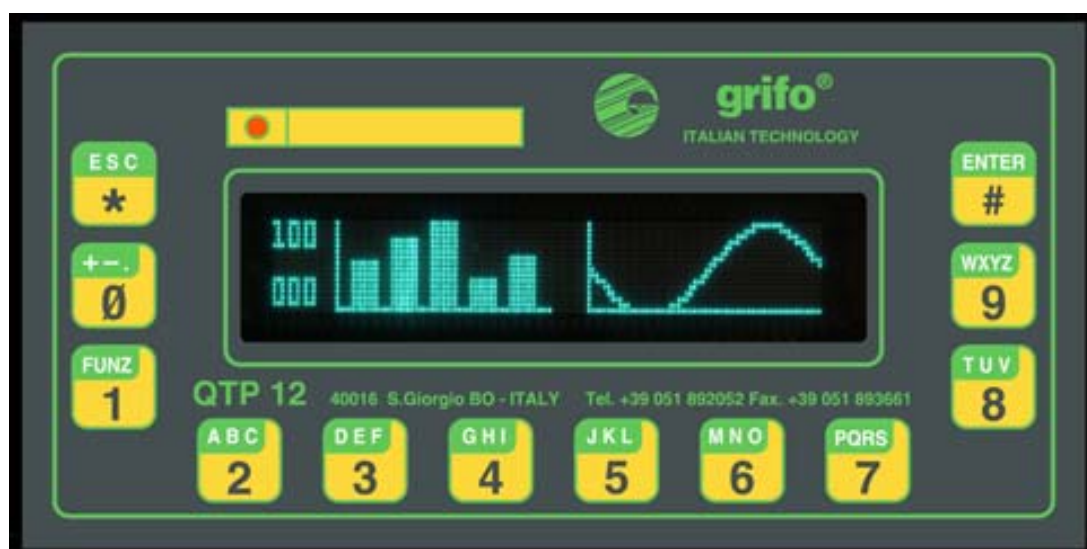 grifo®
ITALIAN TECHNOLOGY
ESC
*
ENTER
#
100
000
+-.
0
WXYZ
9
FUNZ
1
TUV
8
QTP 12
40016 S.Giorgio BO - ITALY
Tel. +39 051 892052 Fax. +39 051 893661
ABC
2
DEF
3
GHI
4
JKL
5
MNO
6
PQRS
7